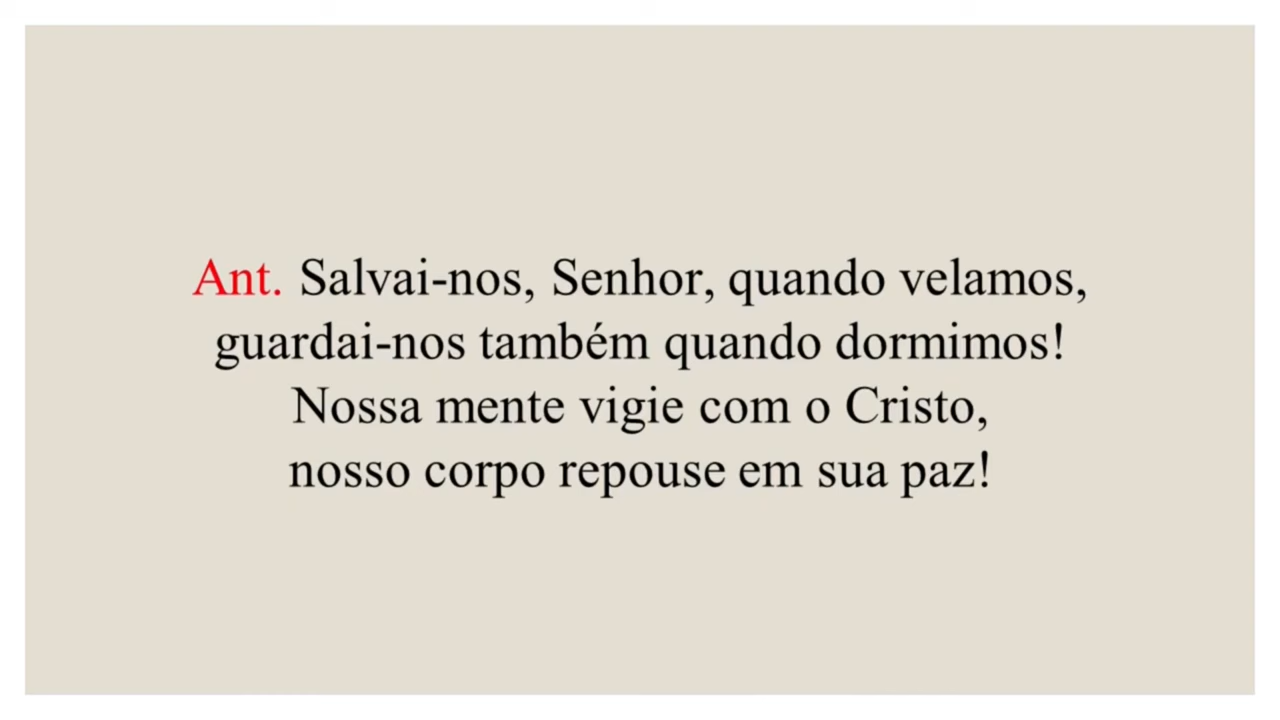 Ant. Salvai-nos, Senhor, quando velamos,
guardai-nos também quando dormimos!
Nossa mente vigie com o Cristo,
nosso corpo repouse em sua paz!